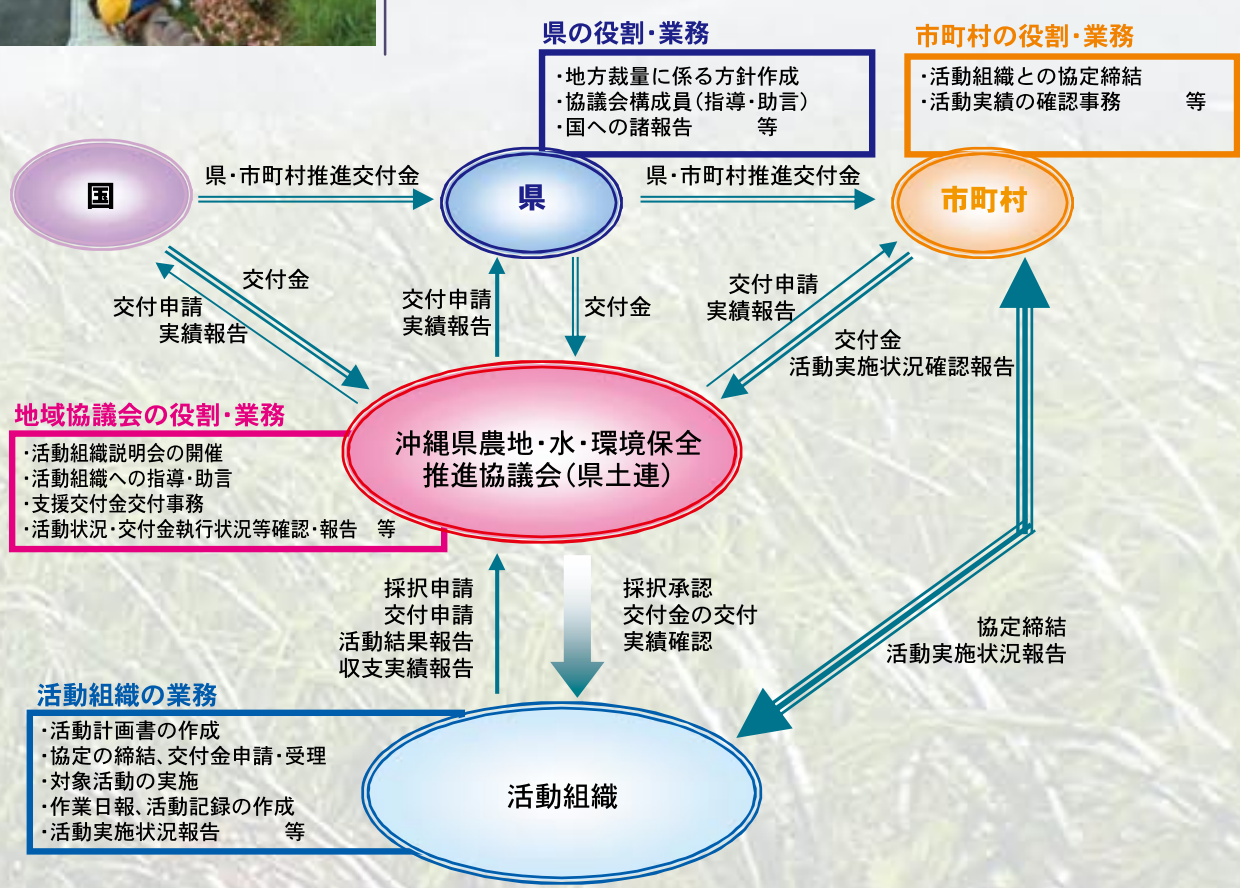 県の役割・業務
・地方裁量に係る方針作成
・協議会構成員(指導・助言)
・国への諸報告 等
市町村の役割・業務
・活動組織との協定締結
・活動実績の確認事務 等
国
県・市町村推進交付金
県
県・市町村推進交付金
市町村
交付金
交付申請
実績報告
交付申請
実績報告
交付金
交付申請
実績報告
交付金
活動実施状況確認報告
地域協議会の役割・業務
・活動組織説明会の開催
・活動組織への指導・助言
・支援交付金交付事務
・活動状況・交付金執行状況等確認・報告 等
沖縄県農地・水・環境保全
推進協議会(県土連)
採択申請
交付申請
活動結果報告
収支実績報告
採択承認
交付金の交付
実績確認
協定締結
活動実施状況報告
活動組織の業務
・活動計画書の作成
・協定の締結、交付金申請・受理
・対象活動の実施
・作業日報、活動記録の作成
・活動実施状況報告 等
活動組織